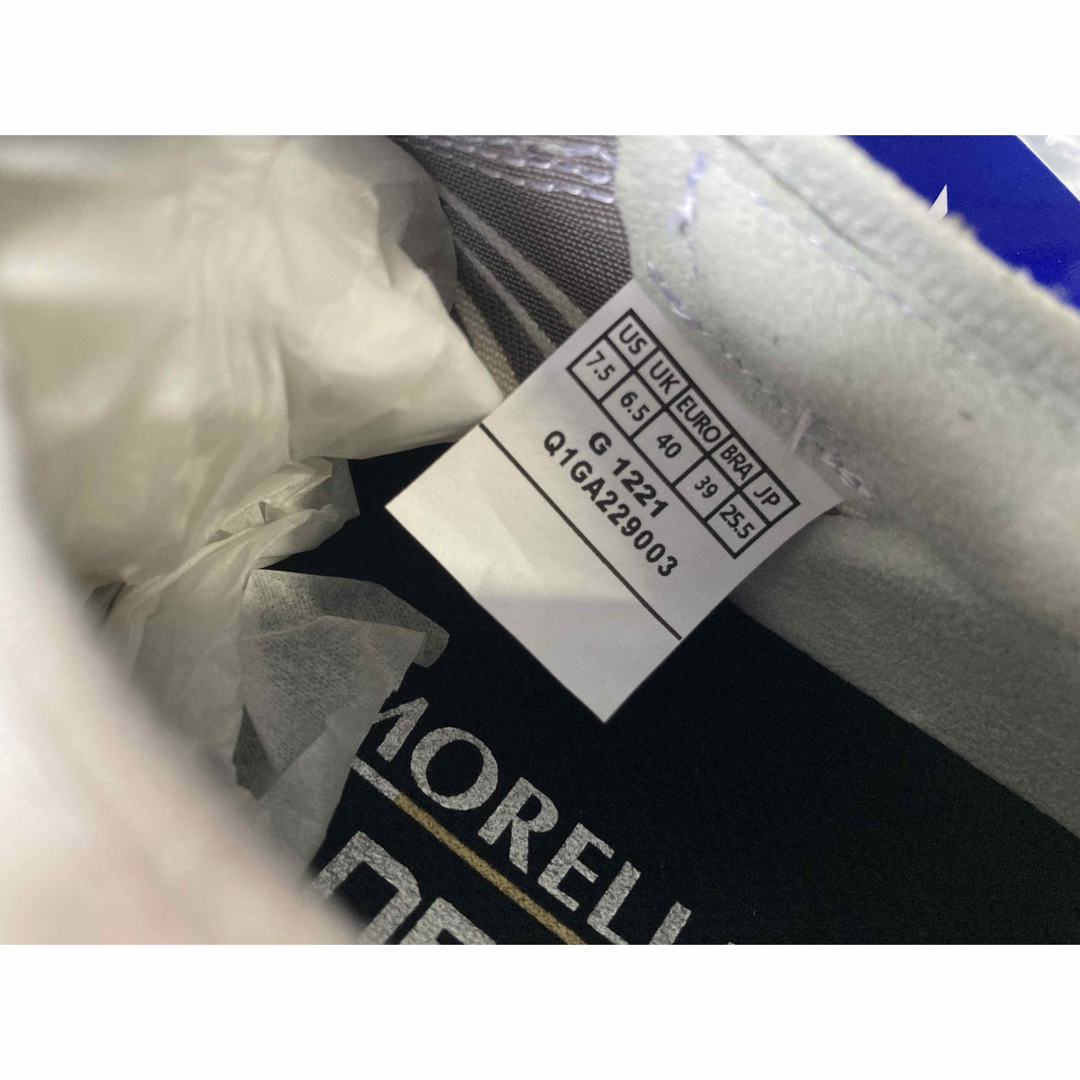 US UK EURO BRA JP
7.5 6.5 40 39 25.5
G 1221
Q1GA229003
MORELI